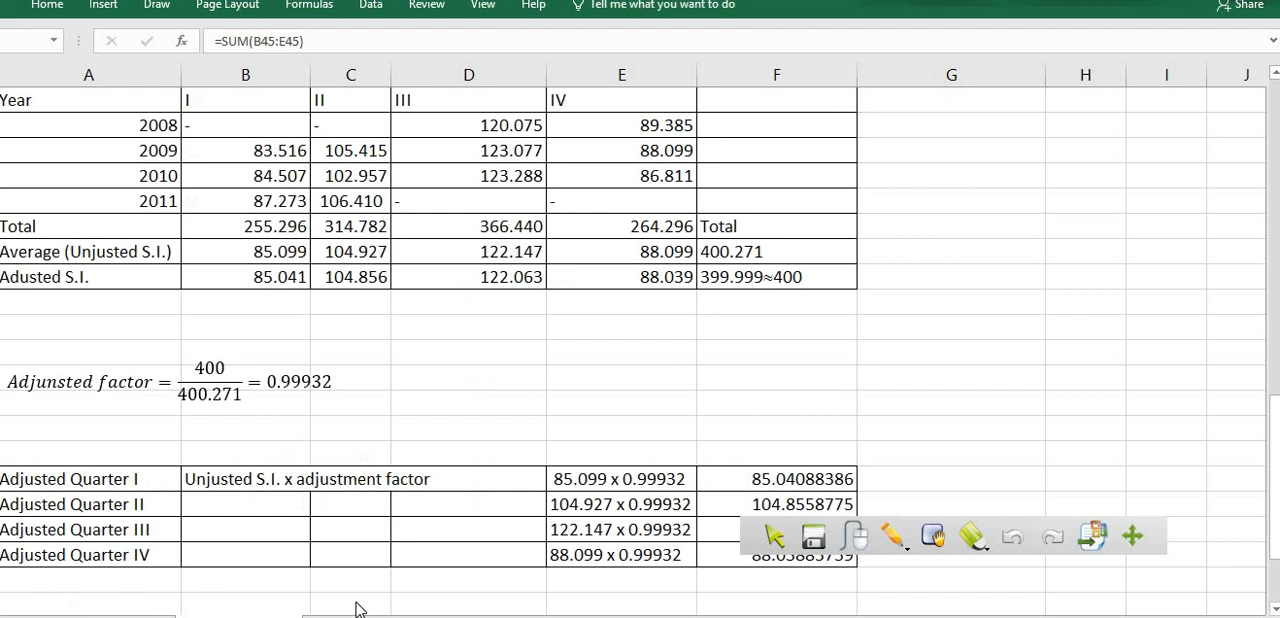 Home Insert Draw Page Layout Formulas Data Review View Help Tell me what you want to do Share
fx =SUM(B45:E45)
A B C D E F G H I J
Year I II III IV
2008 - - 120.075 89.385
2009 83.516 105.415 123.077 88.099
2010 84.507 102.957 123.288 86.811
2011 87.273 106.410 - -
Total 255.296 314.782 366.440 264.296 Total
Average (Unjusted S.I.) 85.099 104.927 122.147 88.099 400.271
Adusted S.I. 85.041 104.856 122.063 88.039 399.999≈400
400
Adjunsted factor = = 0.99932
400.271
Adjusted Quarter I Unjusted S.I. x adjustment factor 85.099 x 0.99932 85.04088386
Adjusted Quarter II 104.927 x 0.99932 104.8558775
Adjusted Quarter III 122.147 x 0.99932
Adjusted Quarter IV 88.099 x 0.99932